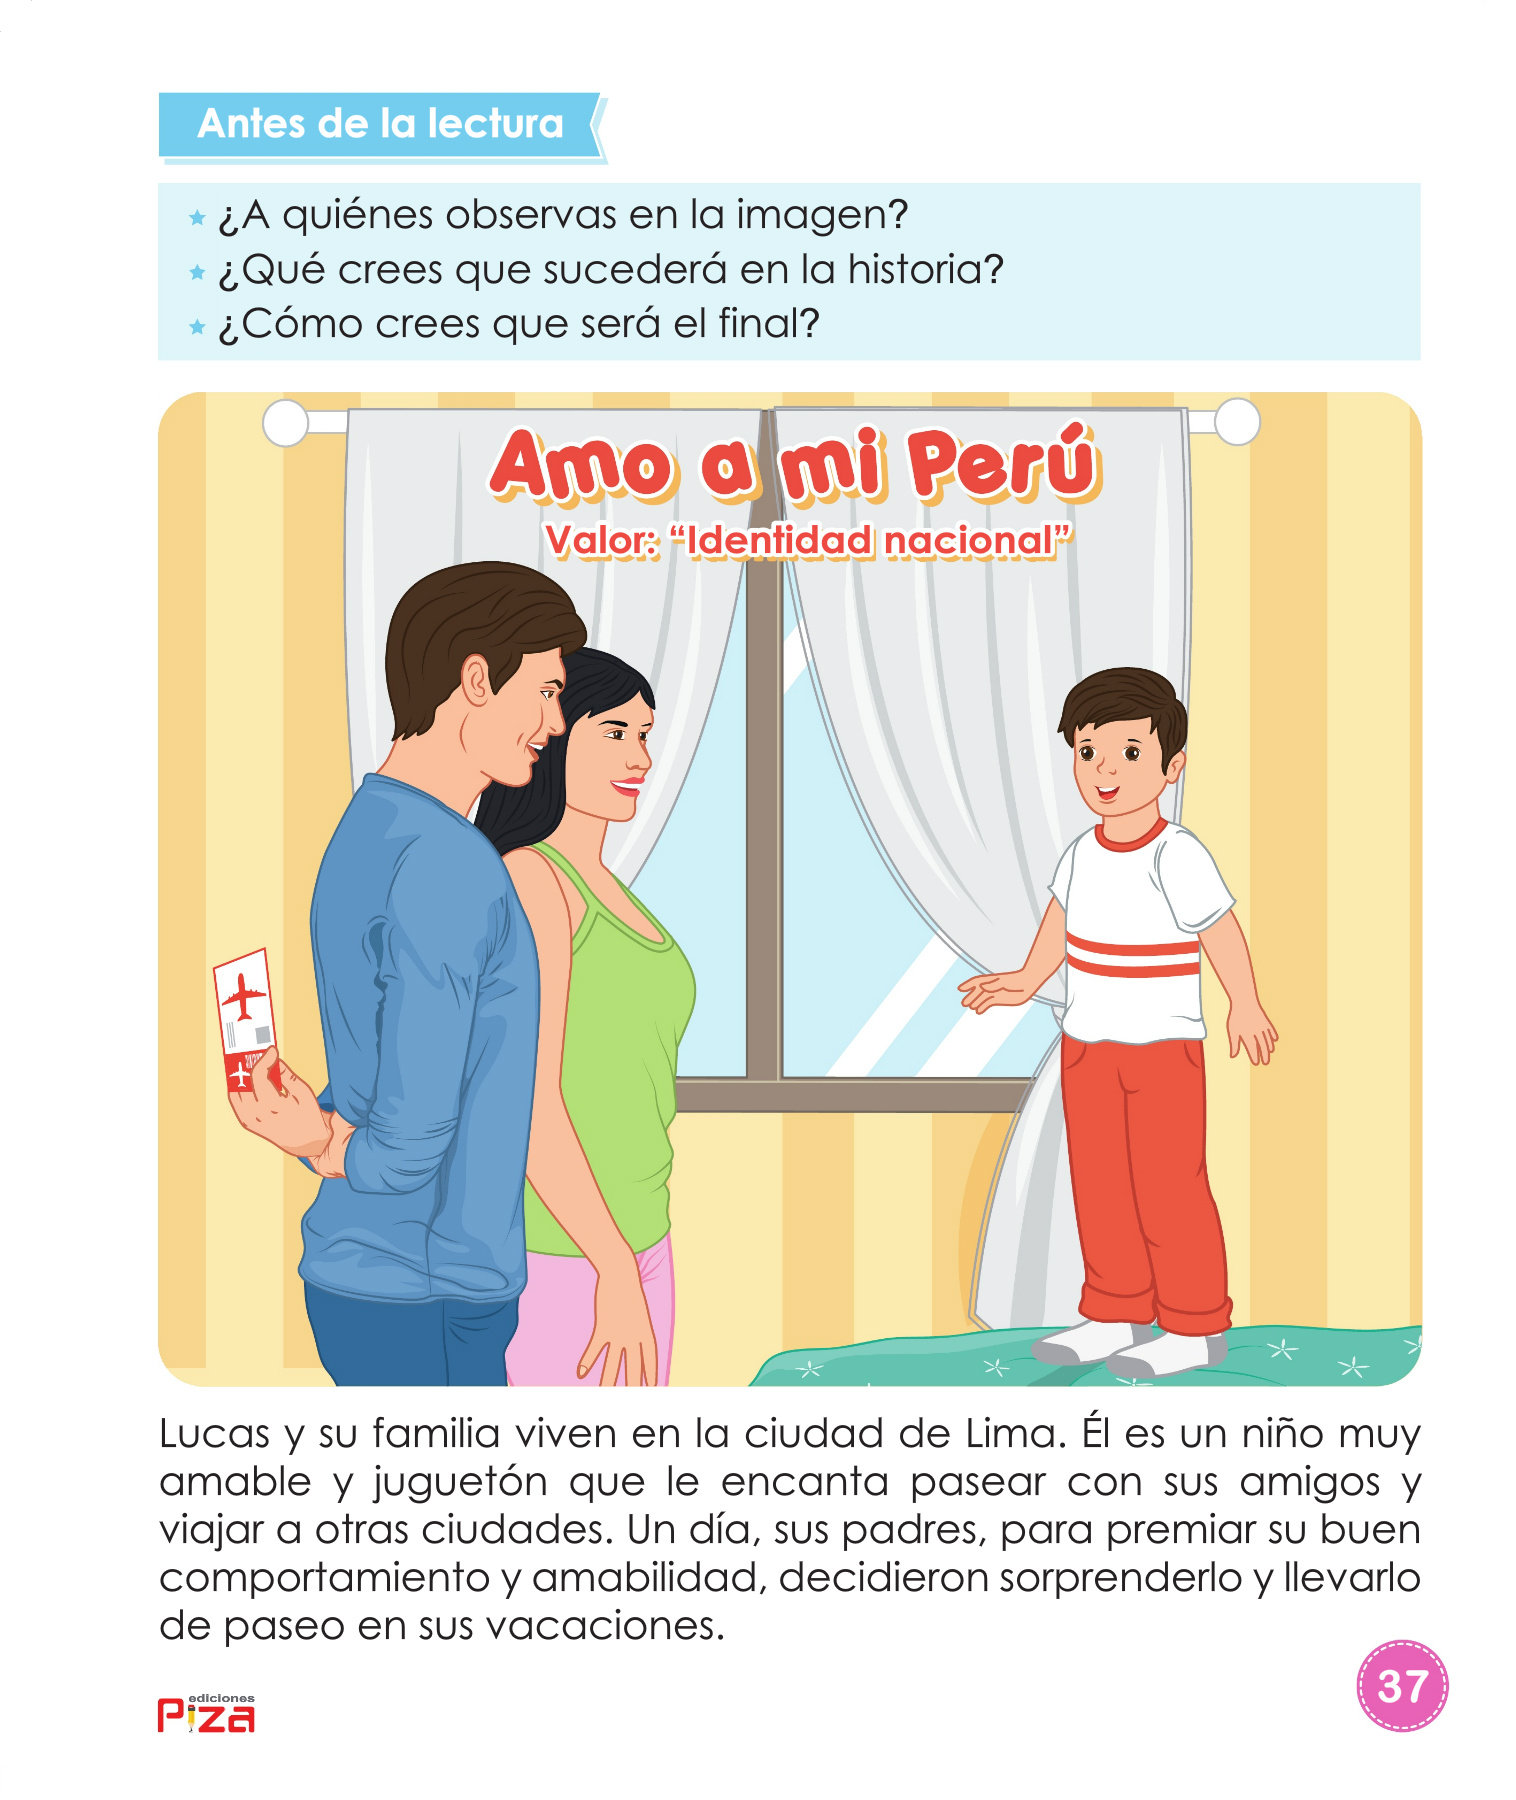 Antes de la lectura
¿A quiénes observas en la imagen?
¿Qué crees que sucederá en la historia?
¿Cómo crees que será el final?
Amo a mi Perú
Valor: “Identidad nacional”
Lucas y su familia viven en la ciudad de Lima. Él es un niño muy
amable y juguetón que le encanta pasear con sus amigos y
viajar a otras ciudades. Un día, sus padres, para premiar su buen
comportamiento y amabilidad, decidieron sorprenderlo y llevarlo
de paseo en sus vacaciones.
ediciones
Piza
37